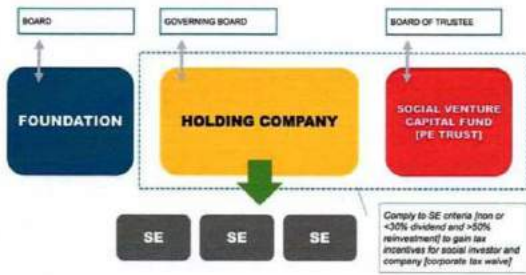 BOARD
GOVERNING BOARD
BOARD OF TRUSTEE
FOUNDATION
HOLDING COMPANY
SOCIAL VENTURE
CAPITAL FUND
[PE TRUST]
SE
SE
SE
Comply to SE criteria [non or
<30% dividend and >50%
reinvestment] to gain tax
incentives for social investor and
company [corporate tax waive]